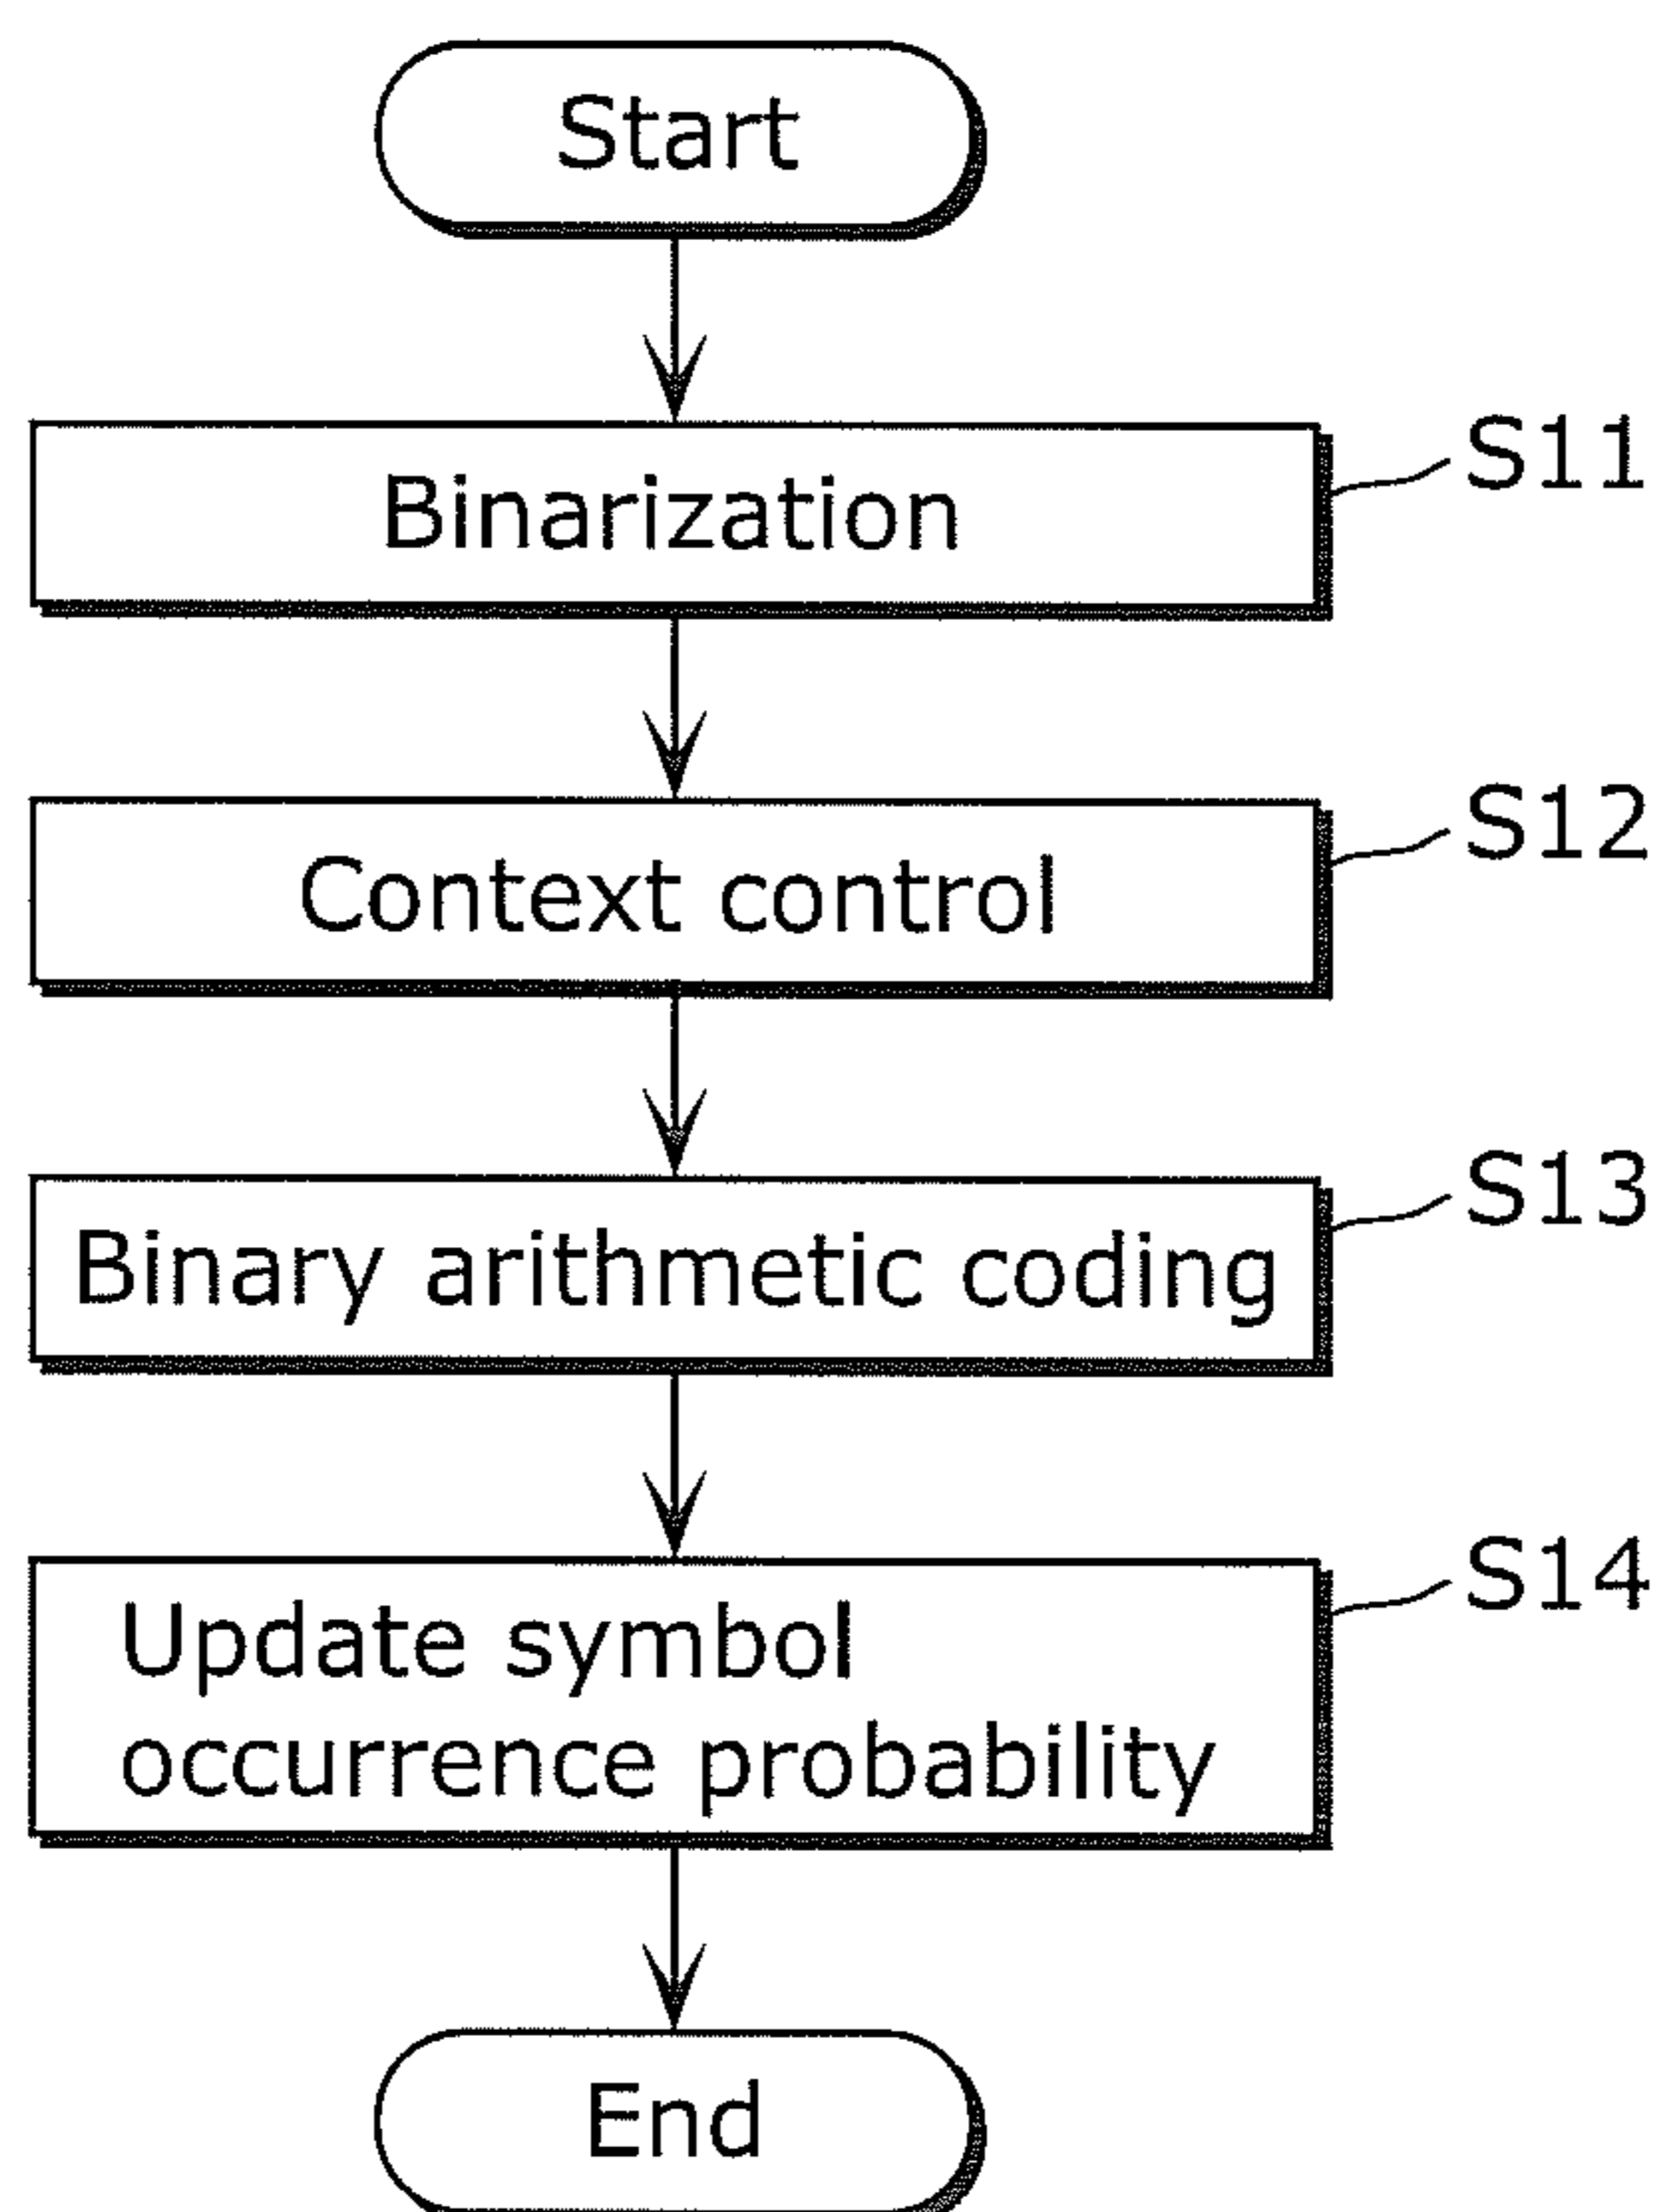 Start
Binarization
S11
Context control
S12
Binary arithmetic coding
S13
Update symbol
occurrence probability
S14
End